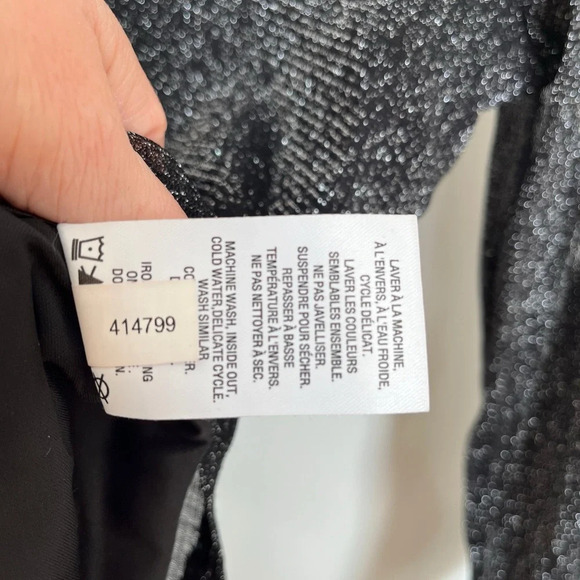 MACHINE WASH, INSIDE OUT,
COLD WATER, DELICATE CYCLE.
WASH SIMILAR
LAVER À LA MACHINE,
À L'ENVERS, À L'EAU FROIDE,
CYCLE DÉLICAT.
LAVER LES COULEURS
SEMBLABLES ENSEMBLE.
NE PAS JAVELLISER.
SUSPENDRE POUR SÉCHER.
REPASSER À BASSE
TEMPÉRATURE À L'ENVERS.
NE PAS NETTOYER À SEC.
414799